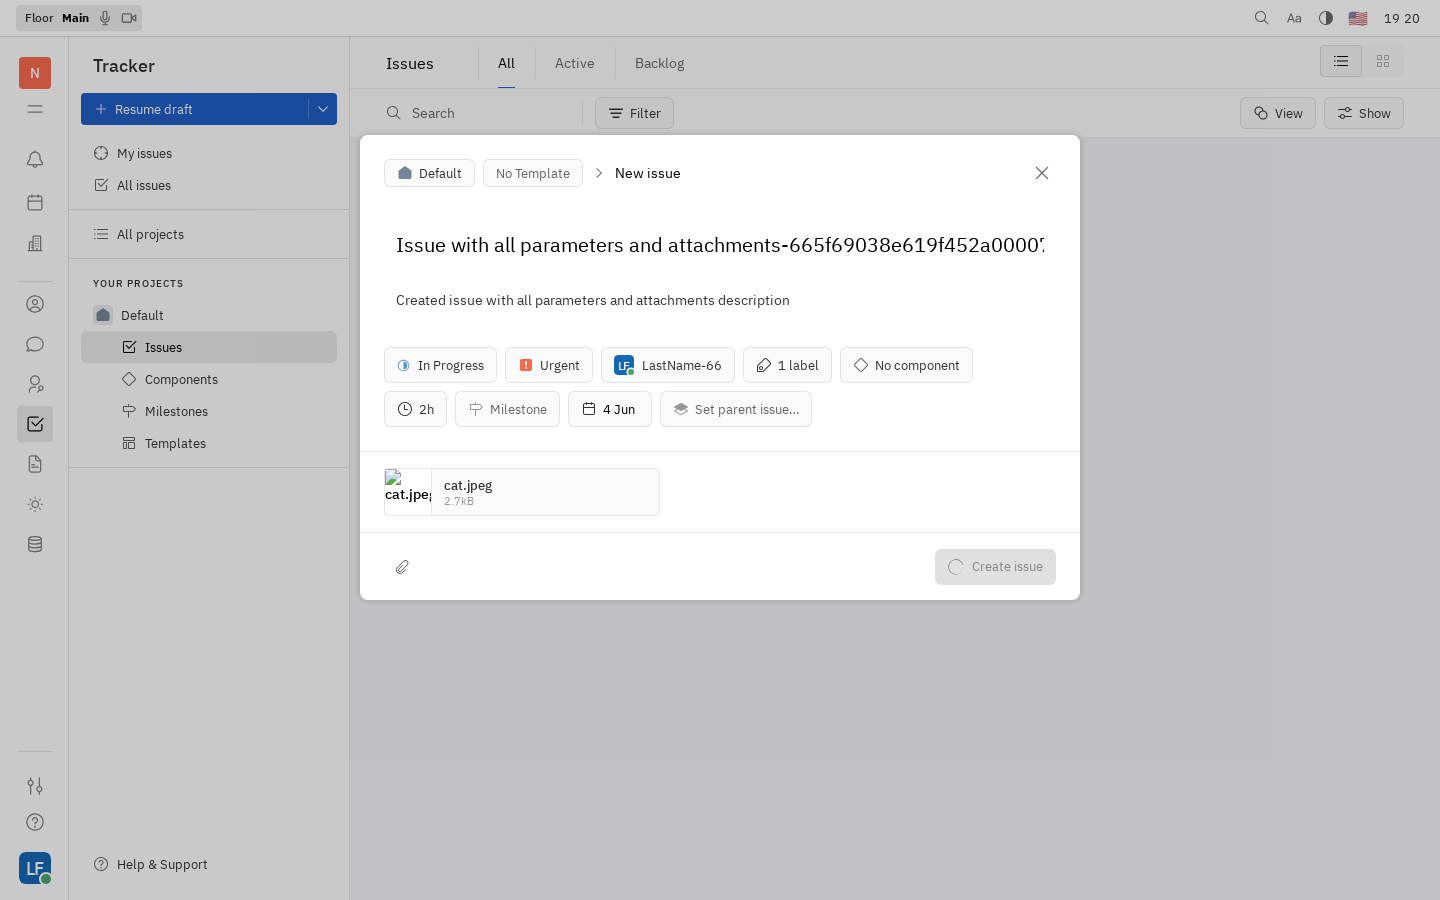 Floor Main
Aa
19 20
N
Tracker
Resume draft
My issues
All issues
All projects
YOUR PROJECTS
Default
Issues
Components
Milestones
Templates
Help & Support
LF
Issues
All
Active
Backlog
Search
Filter
View
Show
Default
No Template
New issue
Issue with all parameters and attachments-665f69038e619f452a0000
Created issue with all parameters and attachments description
In Progress
Urgent
LF LastName-66
1 label
No component
2h
Milestone
4 Jun
Set parent issue...
cat.jpeg
cat.jpeg
2.7kB
Create issue